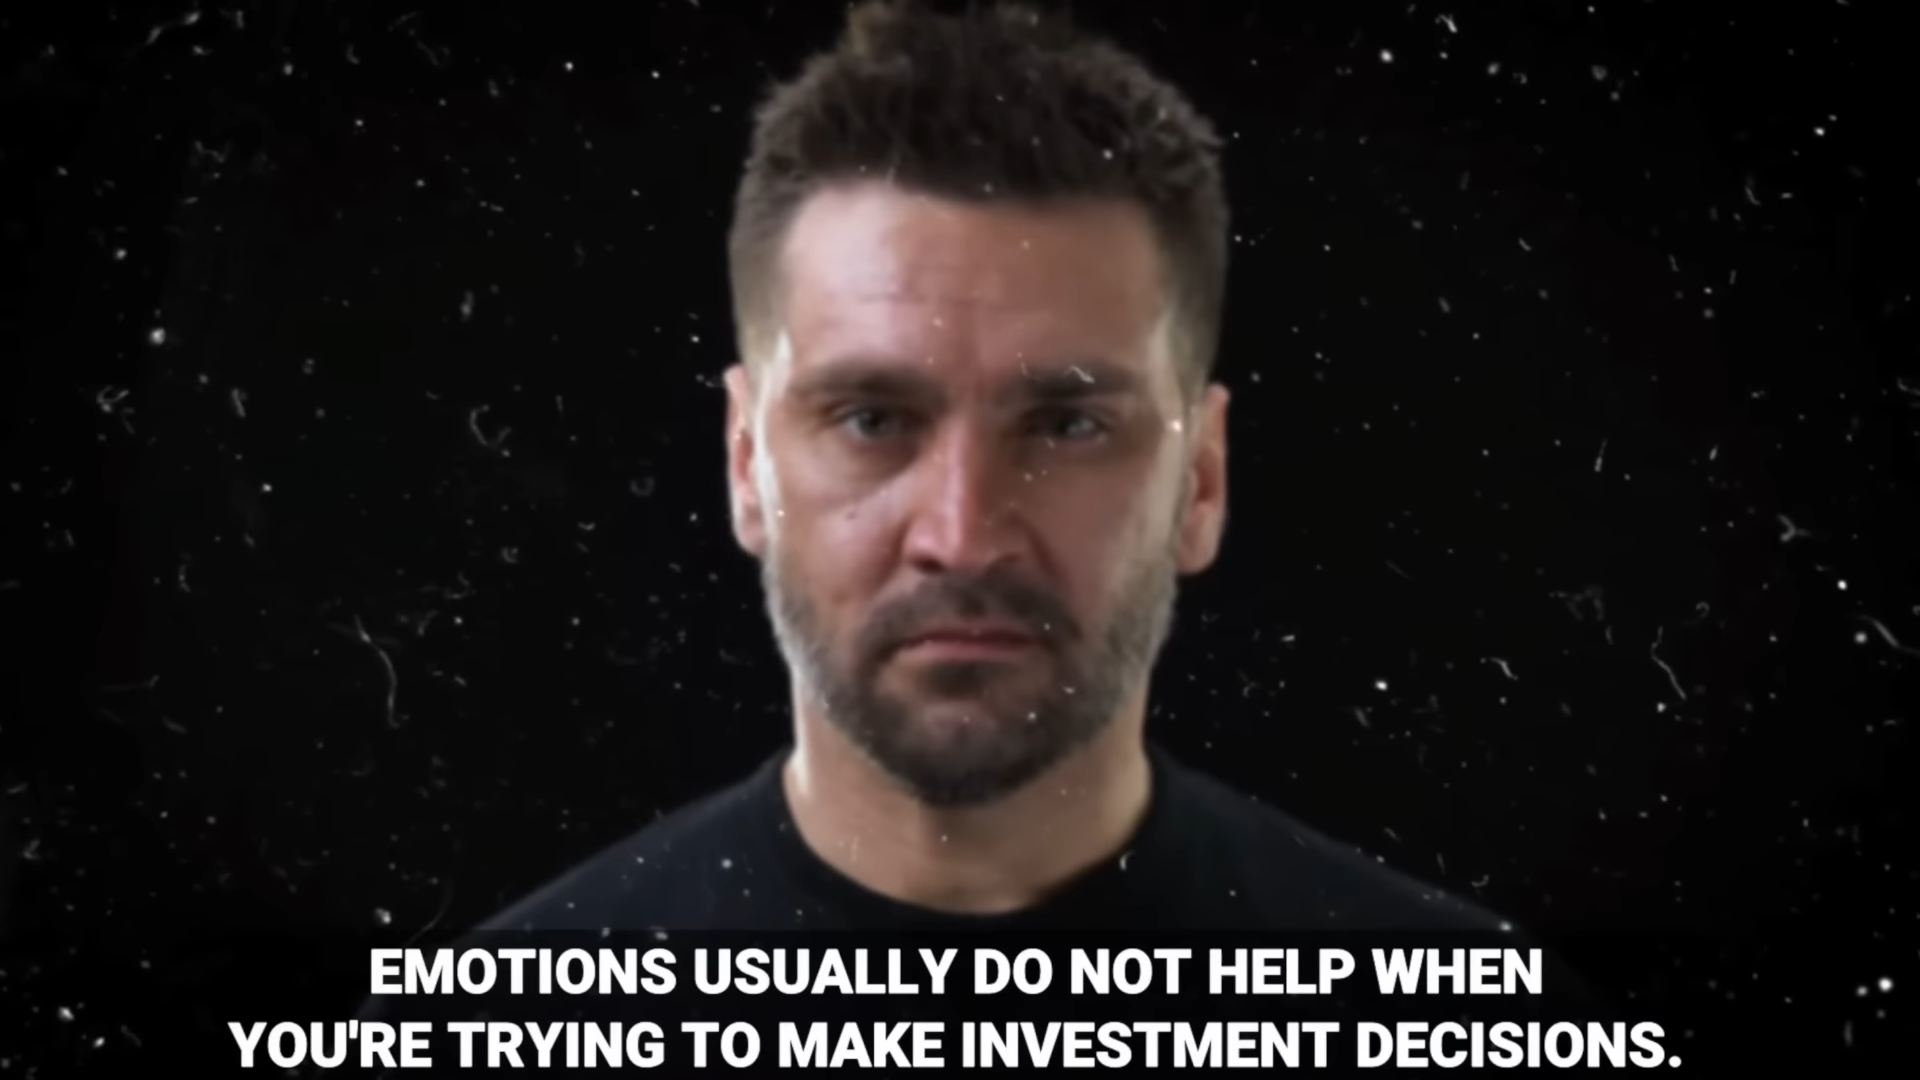 EMOTIONS USUALLY DO NOT HELP WHEN
YOU'RE TRYING TO MAKE INVESTMENT DECISIONS.